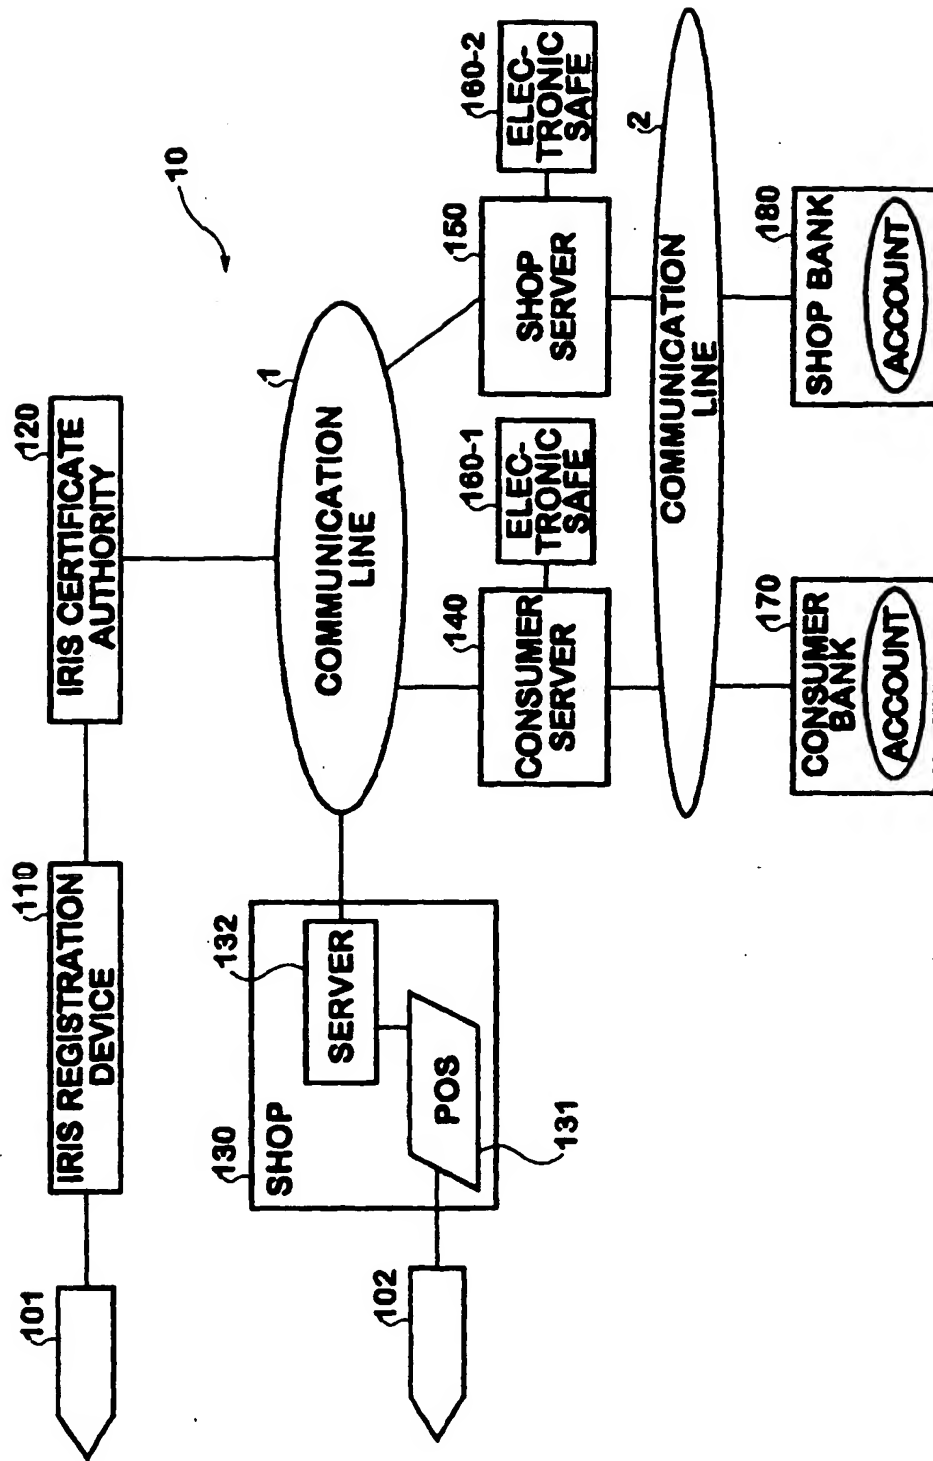 10
101
110
IRIS REGISTRATION
DEVICE
120
IRIS CERTIFICATE
AUTHORITY
130
SHOP
132
SERVER
POS
131
102
1
COMMUNICATION
LINE
140
CONSUMER
SERVER
160-1
ELEC-
TRONIC
SAFE
150
SHOP
SERVER
160-2
ELEC-
TRONIC
SAFE
2
COMMUNICATION
LINE
170
CONSUMER
BANK
ACCOUNT
180
SHOP BANK
ACCOUNT